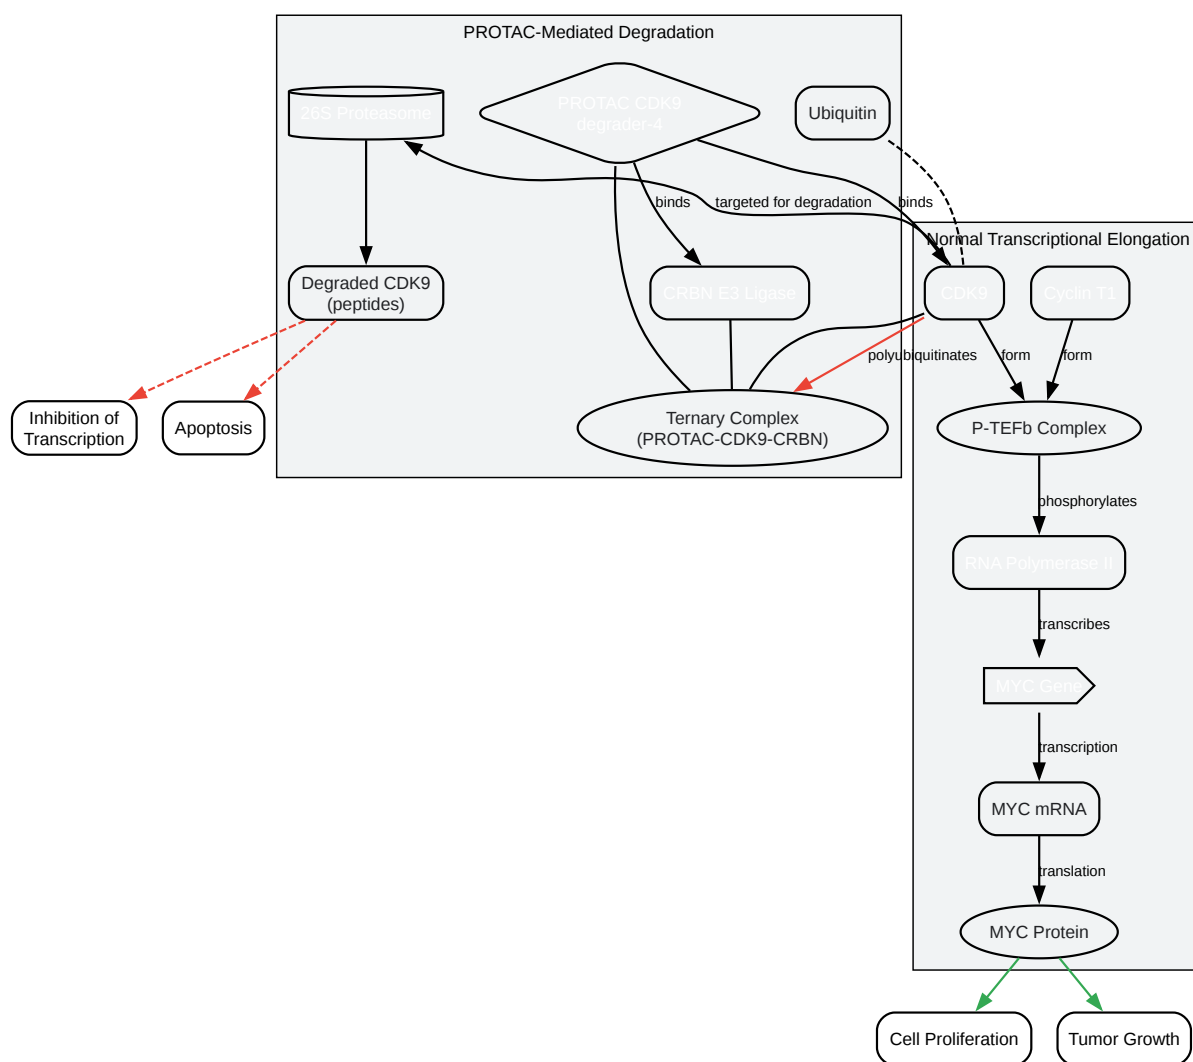 PROTAC-Mediated Degradation
26S Proteasome
PROTAC CDK9
degrader-4
Ubiquitin
binds
targeted for degradation
binds
Normal Transcriptional Elongation
Degraded CDK9
(peptides)
CRBN E3 Ligase
CDK9
Cyclin T1
polyubiquitinates
form
form
Inhibition of
Transcription
Apoptosis
Ternary Complex
(PROTAC-CDK9-CRBN)
P-TEFb Complex
phosphorylates
RNA Polymerase II
transcribes
MYC Gene
transcription
MYC mRNA
translation
MYC Protein
Cell Proliferation
Tumor Growth